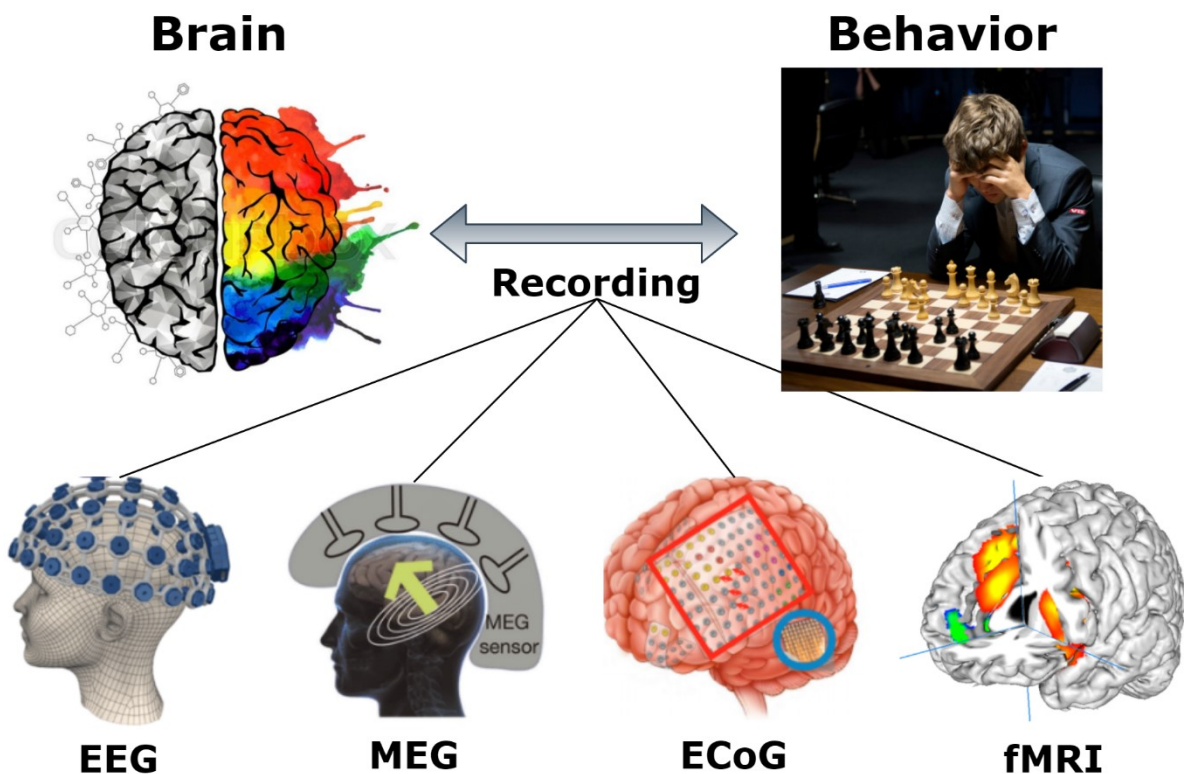 Brain
Behavior
Recording
MEG
sensor
EEG
MEG
ECoG
fMRI